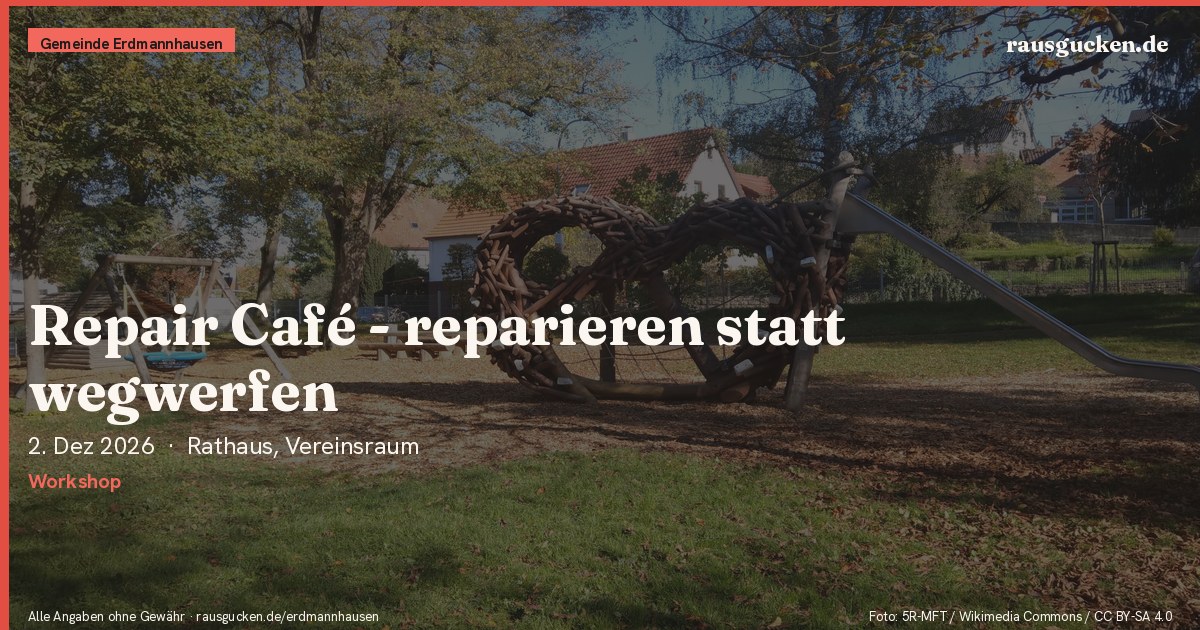 Gemeinde Erdmannhausen
rausgucken.de
Repair Café - reparieren statt
wegwerfen
2. Dez 2026 · Rathaus, Vereinsraum
Workshop
Alle Angaben ohne Gewähr · rausgucken.de/erdmannhausen
Foto: 5R-MFT / Wikimedia Commons / CC BY-SA 4.0